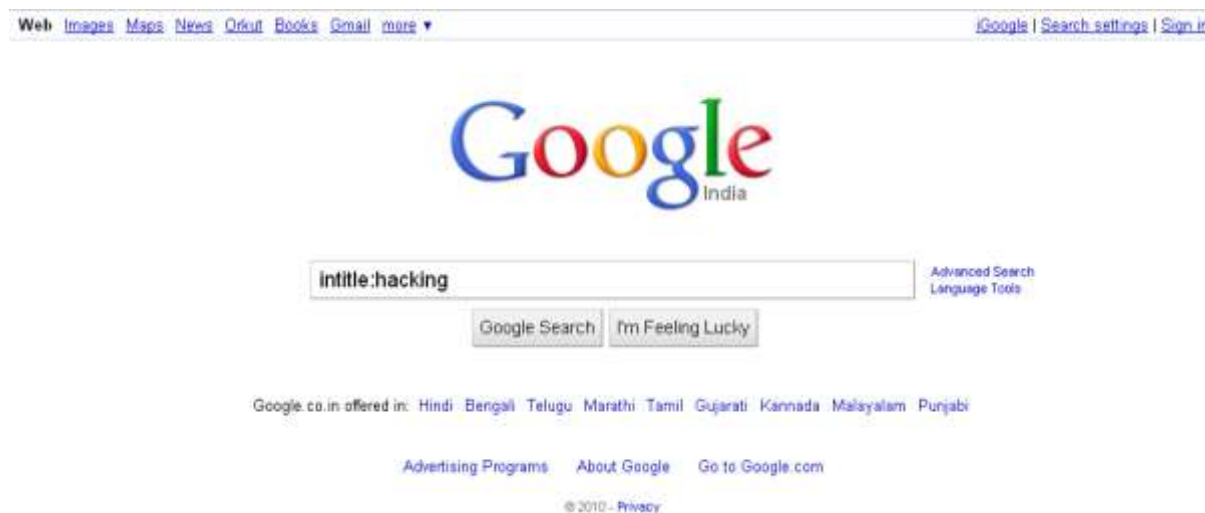 Web Images Maps News Orkut Books Gmail more ▼
iGoogle | Search settings | Sign in
Google
India
intitle:hacking
Advanced Search
Language Tools
Google Search I'm Feeling Lucky
Google.co.in offered in: Hindi Bengali Telugu Marathi Tamil Gujarati Kannada Malayalam Punjabi
Advertising Programs About Google Go to Google.com
© 2010 - Privacy